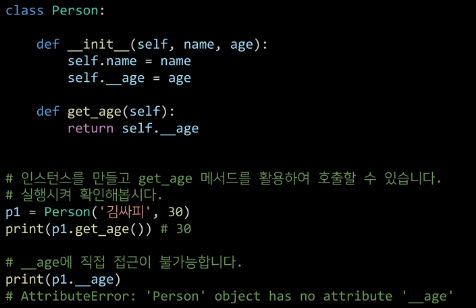 class Person:
    def __init__(self, name, age):
        self.name = name
        self.__age = age
    def get_age(self):
        return self.__age
# 인스턴스를 만들고 get_age 메서드를 활용하여 호출할 수 있습니다.
# 실행시켜 확인해봅시다.
p1 = Person('김싸피', 30)
print(p1.get_age()) # 30
# __age에 직접 접근이 불가능합니다.
print(p1.__age)
# AttributeError: 'Person' object has no attribute '__age'